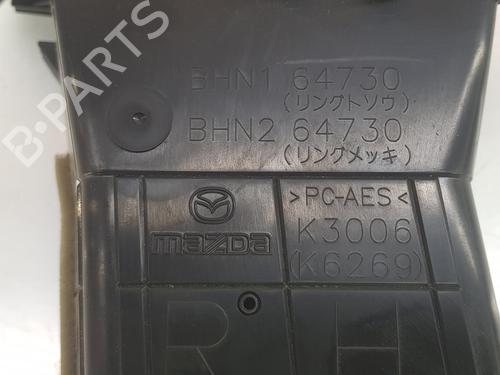 BHN1 64730
(リングトソウ)
BHN2 64730
(リングメッキ)
>PC-AES<
mazda
K3006
(K6269)
R H
B-PARTS